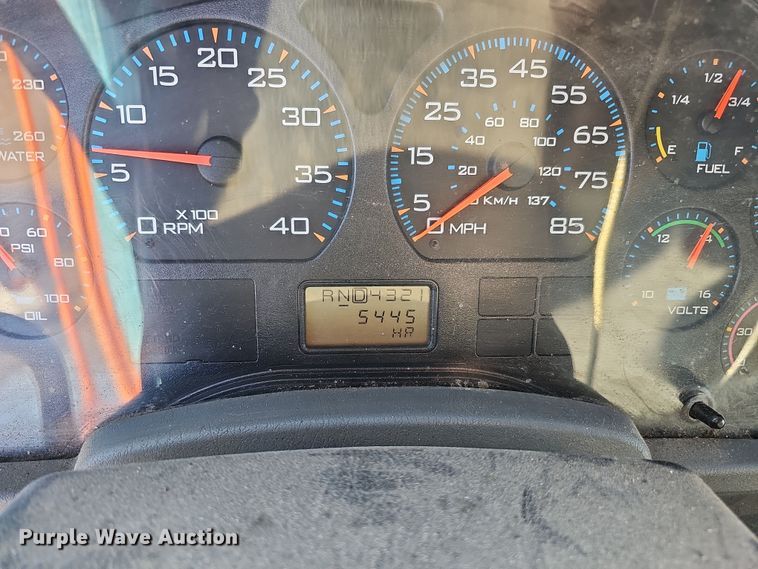 230
260
WATER
60
80
100
PSI
OIL
0 5 10 15 20 25 30 35 40
X100
RPM
0 5 15 25 35 45 55 65 75 85
MPH
20 40 60 80 100 120 137
KM/H
E 1/4 1/2 3/4 F
FUEL
10 12 14 16
VOLTS
30
RND4321
5445
HR
Purple Wave Auction